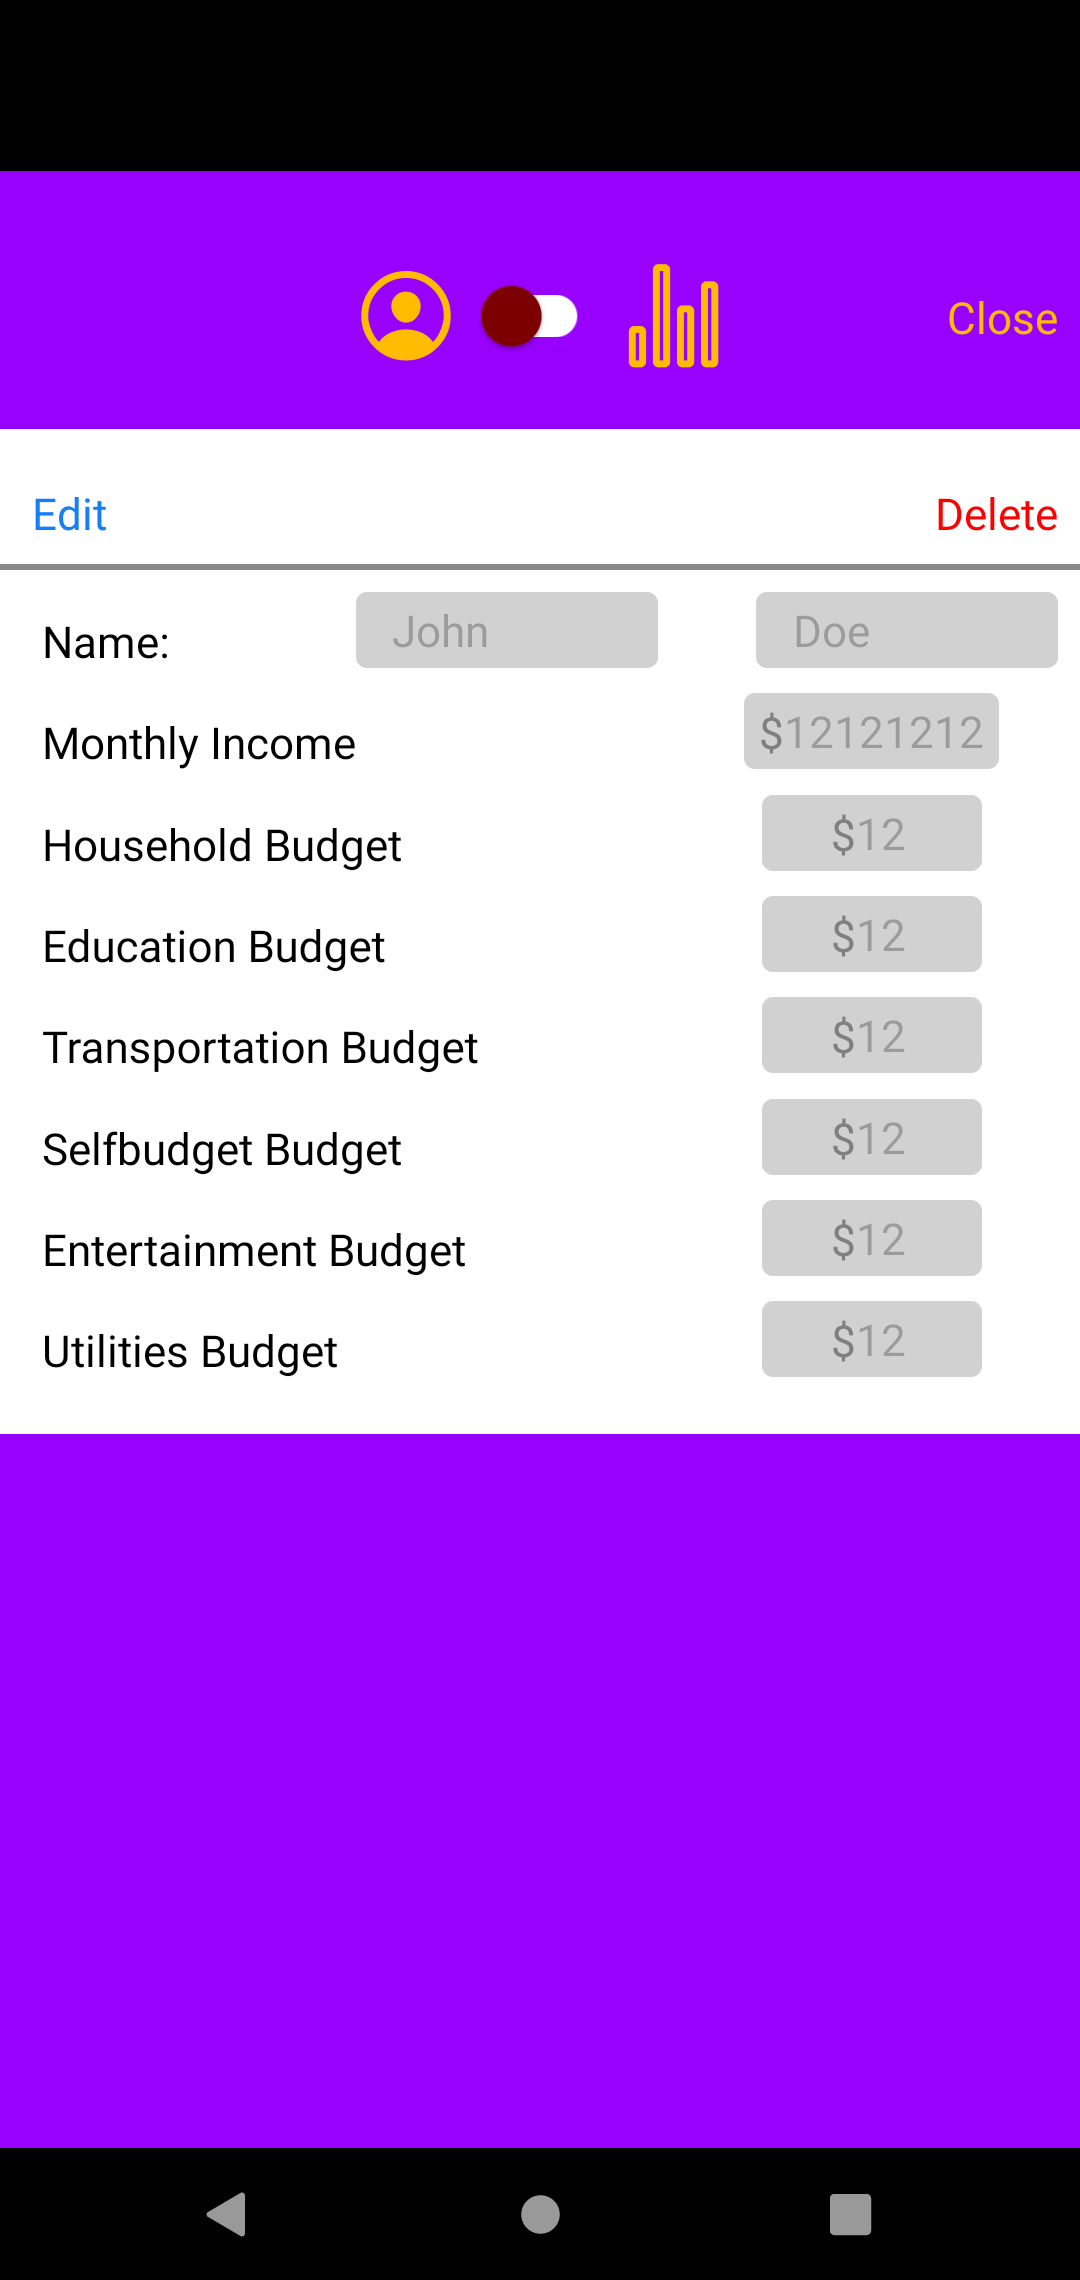 Close
Edit Delete
Name: John Doe
Monthly Income $12121212
Household Budget $12
Education Budget $12
Transportation Budget $12
Selfbudget Budget $12
Entertainment Budget $12
Utilities Budget $12